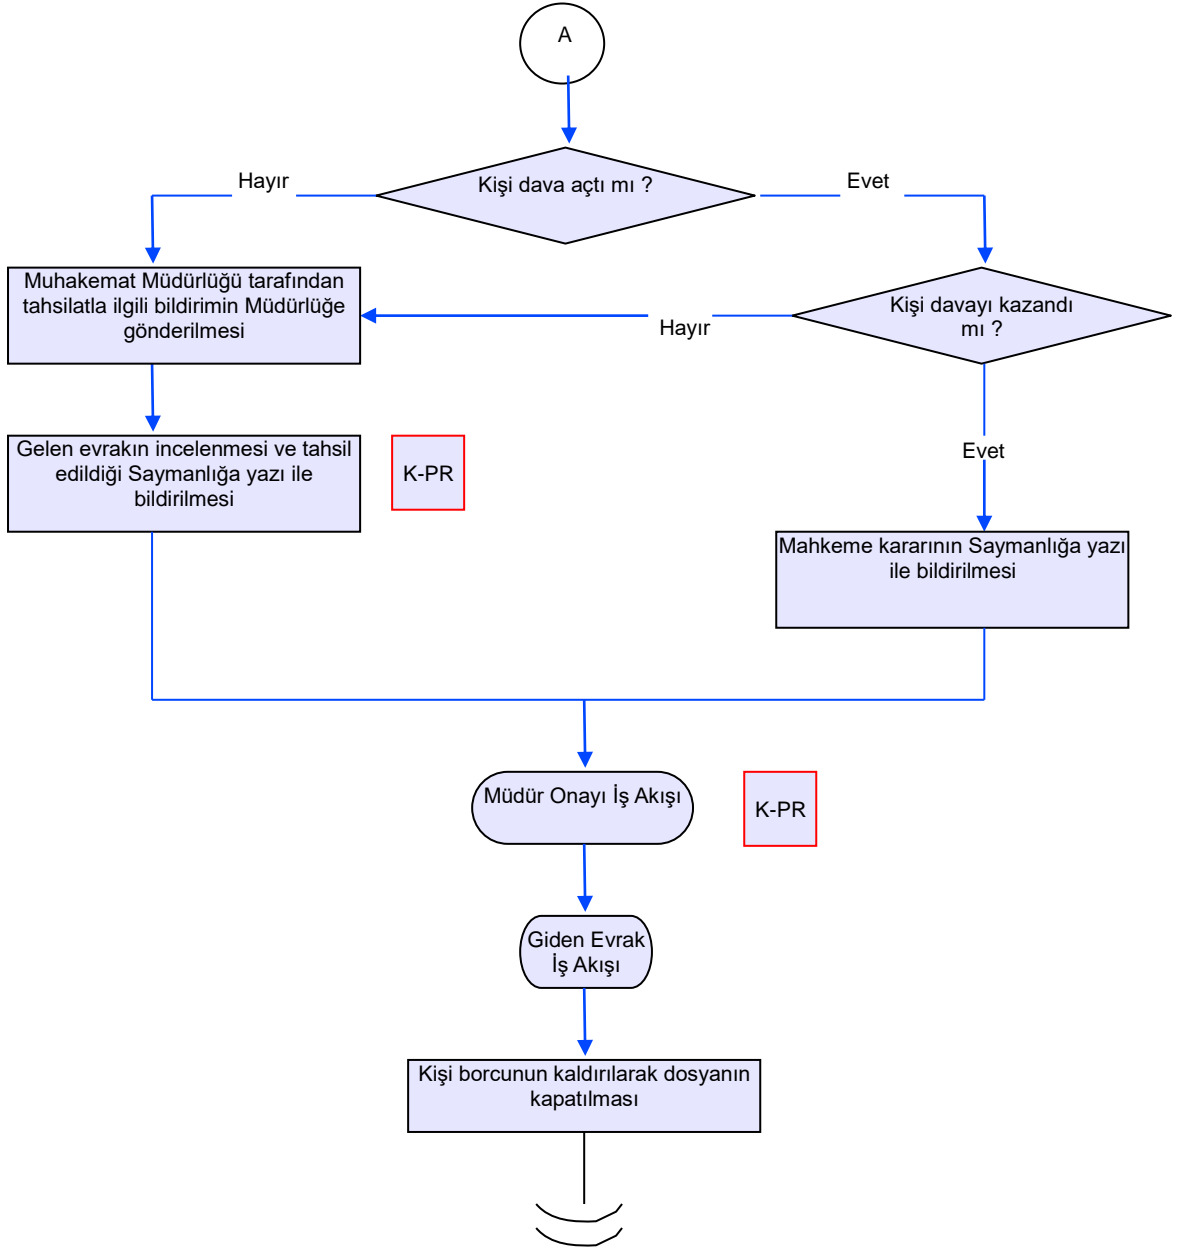 A
Kişi dava açtı mı ?
Hayır
Evet
Muhakemat Müdürlüğü tarafından
tahsilatla ilgili bildirimin Müdürlüğe
gönderilmesi
Kişi davayı kazandı
mı ?
Hayır
Gelen evrakın incelenmesi ve tahsil
edildiği Saymanlığa yazı ile
bildirilmesi
K-PR
Evet
Mahkeme kararının Saymanlığa yazı
ile bildirilmesi
Müdür Onayı İş Akışı
K-PR
Giden Evrak
İş Akışı
Kişi borcunun kaldırılarak dosyanın
kapatılması